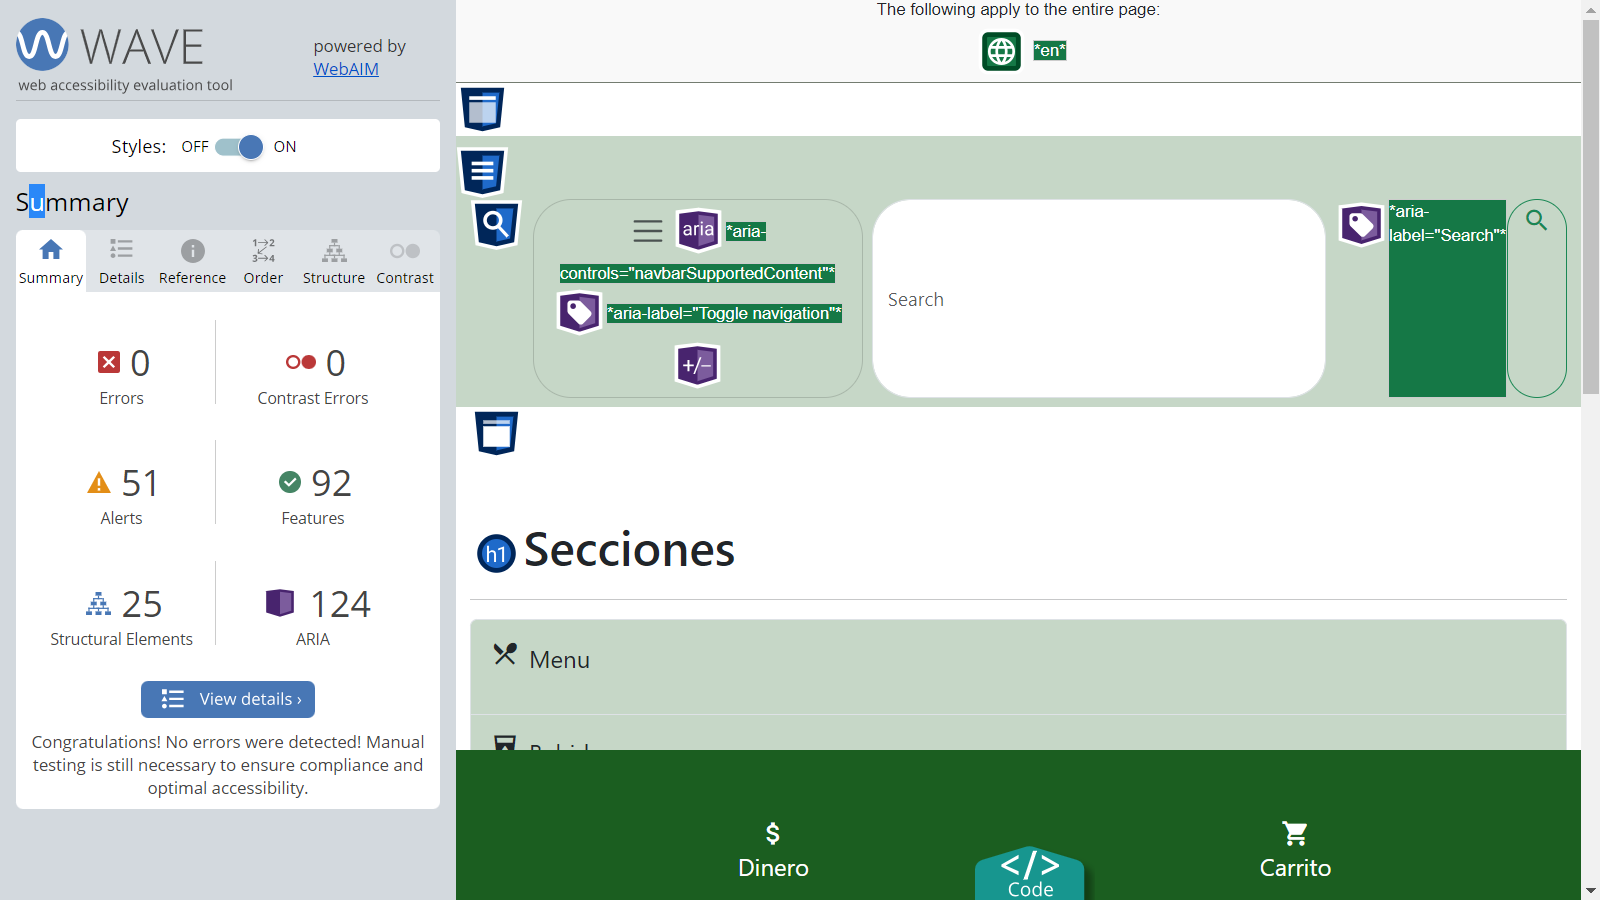 WAVE
web accessibility evaluation tool
powered by
WebAIM
Styles: OFF ON
Summary
Summary Details Reference Order Structure Contrast
0
Errors
0
Contrast Errors
51
Alerts
92
Features
25
Structural Elements
124
ARIA
View details ›
Congratulations! No errors were detected! Manual
testing is still necessary to ensure compliance and
optimal accessibility.
The following apply to the entire page:
*en*
aria *aria-
controls="navbarSupportedContent"*
*aria-label="Toggle navigation"*
+/−
Search
*aria-
label="Search"*
h1 Secciones
Menu
$
Dinero
</>
Code
Carrito